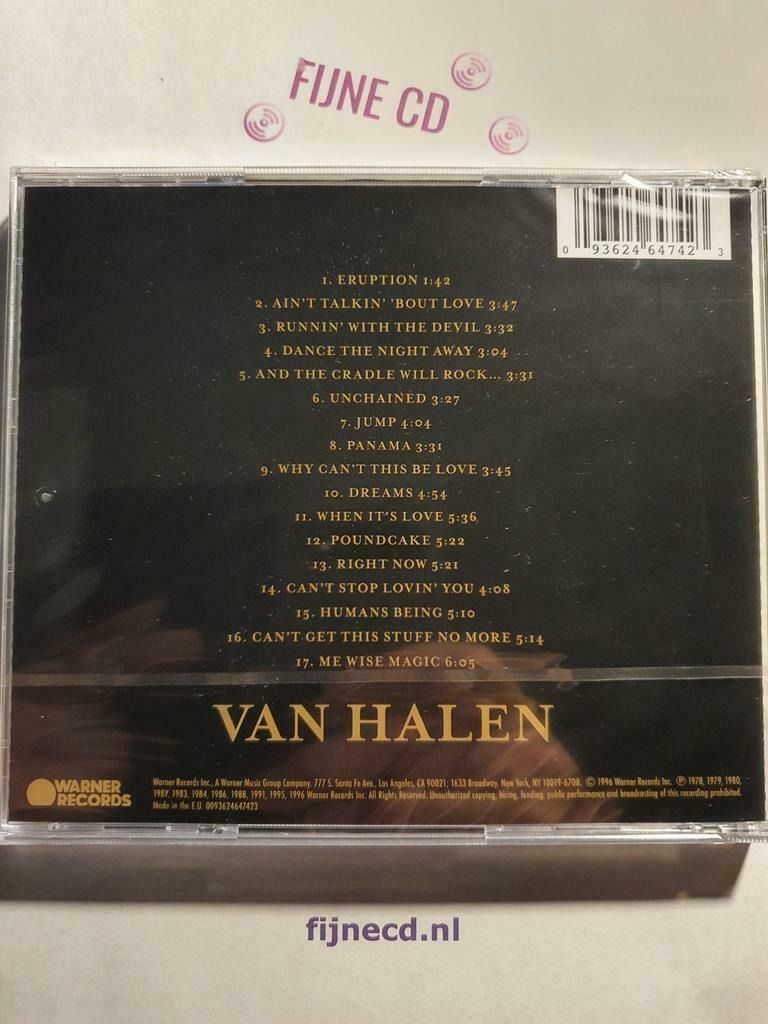 FIJNE CD
0 93624 64742 3
1. ERUPTION 1:42
2. AIN'T TALKIN' 'BOUT LOVE 3:47
3. RUNNIN' WITH THE DEVIL 3:32
4. DANCE THE NIGHT AWAY 3:04
5. AND THE CRADLE WILL ROCK... 3:31
6. UNCHAINED 3:27
7. JUMP 4:04
8. PANAMA 3:31
9. WHY CAN'T THIS BE LOVE 3:45
10. DREAMS 4:54
11. WHEN IT'S LOVE 5:36
12. POUNDCAKE 5:22
13. RIGHT NOW 5:21
14. CAN'T STOP LOVIN' YOU 4:08
15. HUMANS BEING 5:10
16. CAN'T GET THIS STUFF NO MORE 5:14
17. ME WISE MAGIC 6:05
VAN HALEN
WARNER RECORDS
Warner Records Inc., A Warner Music Group Company. 777 S. Santa Fe Ave., Los Angeles, CA 90021; 1633 Broadway, New York, NY 10019-6708. © 1996 Warner Records Inc. ℗ 1978, 1979, 1980,
1982, 1983, 1984, 1986, 1988, 1991, 1995, 1996 Warner Records Inc. All Rights Reserved. Unauthorized copying, hiring, lending, public performance and broadcasting of this recording prohibited.
Made in the E.U. 0093624647423
fijnecd.nl